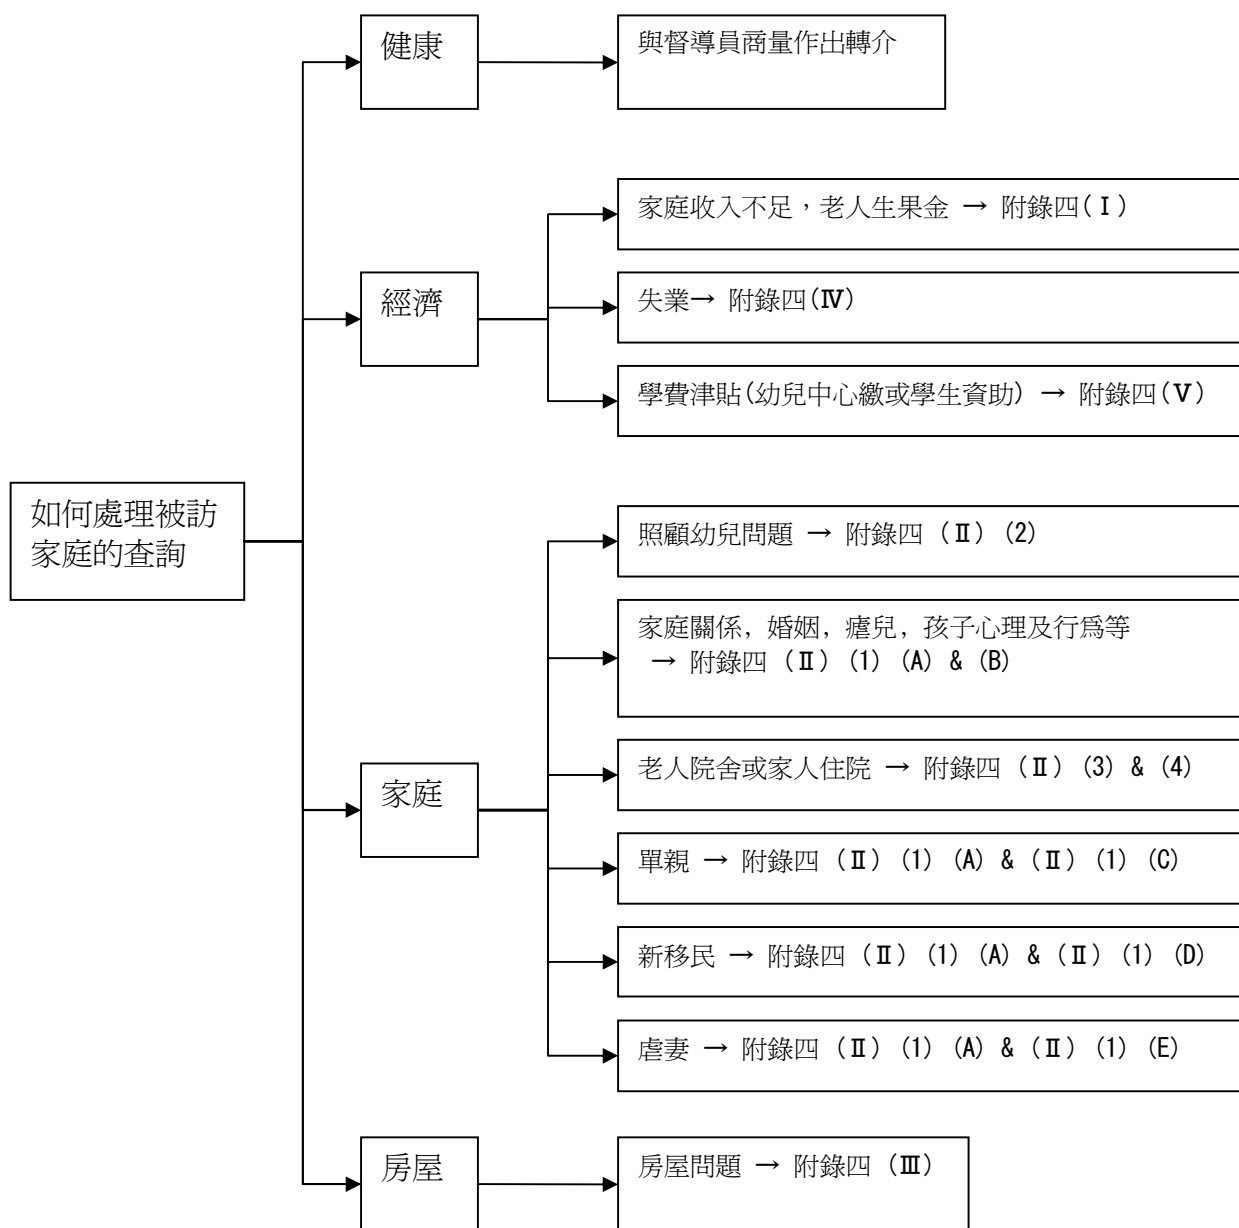 健康
與督導員商量作出轉介
家庭收入不足，老人生果金 → 附錄四(Ⅰ)
經濟
失業→ 附錄四(Ⅳ)
學費津貼(幼兒中心繳或學生資助) → 附錄四(Ⅴ)
如何處理被訪
家庭的查詢
照顧幼兒問題 → 附錄四 (Ⅱ) (2)
家庭關係, 婚姻, 瘧兒, 孩子心理及行爲等
→ 附錄四 (Ⅱ) (1) (A) & (B)
家庭
老人院舍或家人住院 → 附錄四 (Ⅱ) (3) & (4)
單親 → 附錄四 (Ⅱ) (1) (A) & (Ⅱ) (1) (C)
新移民 → 附錄四 (Ⅱ) (1) (A) & (Ⅱ) (1) (D)
虐妻 → 附錄四 (Ⅱ) (1) (A) & (Ⅱ) (1) (E)
房屋
房屋問題 → 附錄四 (Ⅲ)